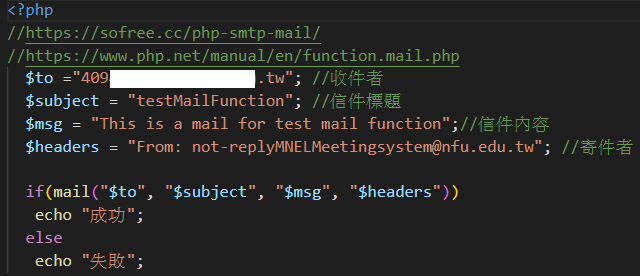 <?php
//https://sofree.cc/php-smtp-mail/
//https://www.php.net/manual/en/function.mail.php
$to ="409 .tw"; //收件者
$subject = "testMailFunction"; //信件標題
$msg = "This is a mail for test mail function";//信件內容
$headers = "From: not-replyMNELMeetingsystem@nfu.edu.tw"; //寄件者
if(mail("$to", "$subject", "$msg", "$headers"))
echo "成功";
else
echo "失敗";